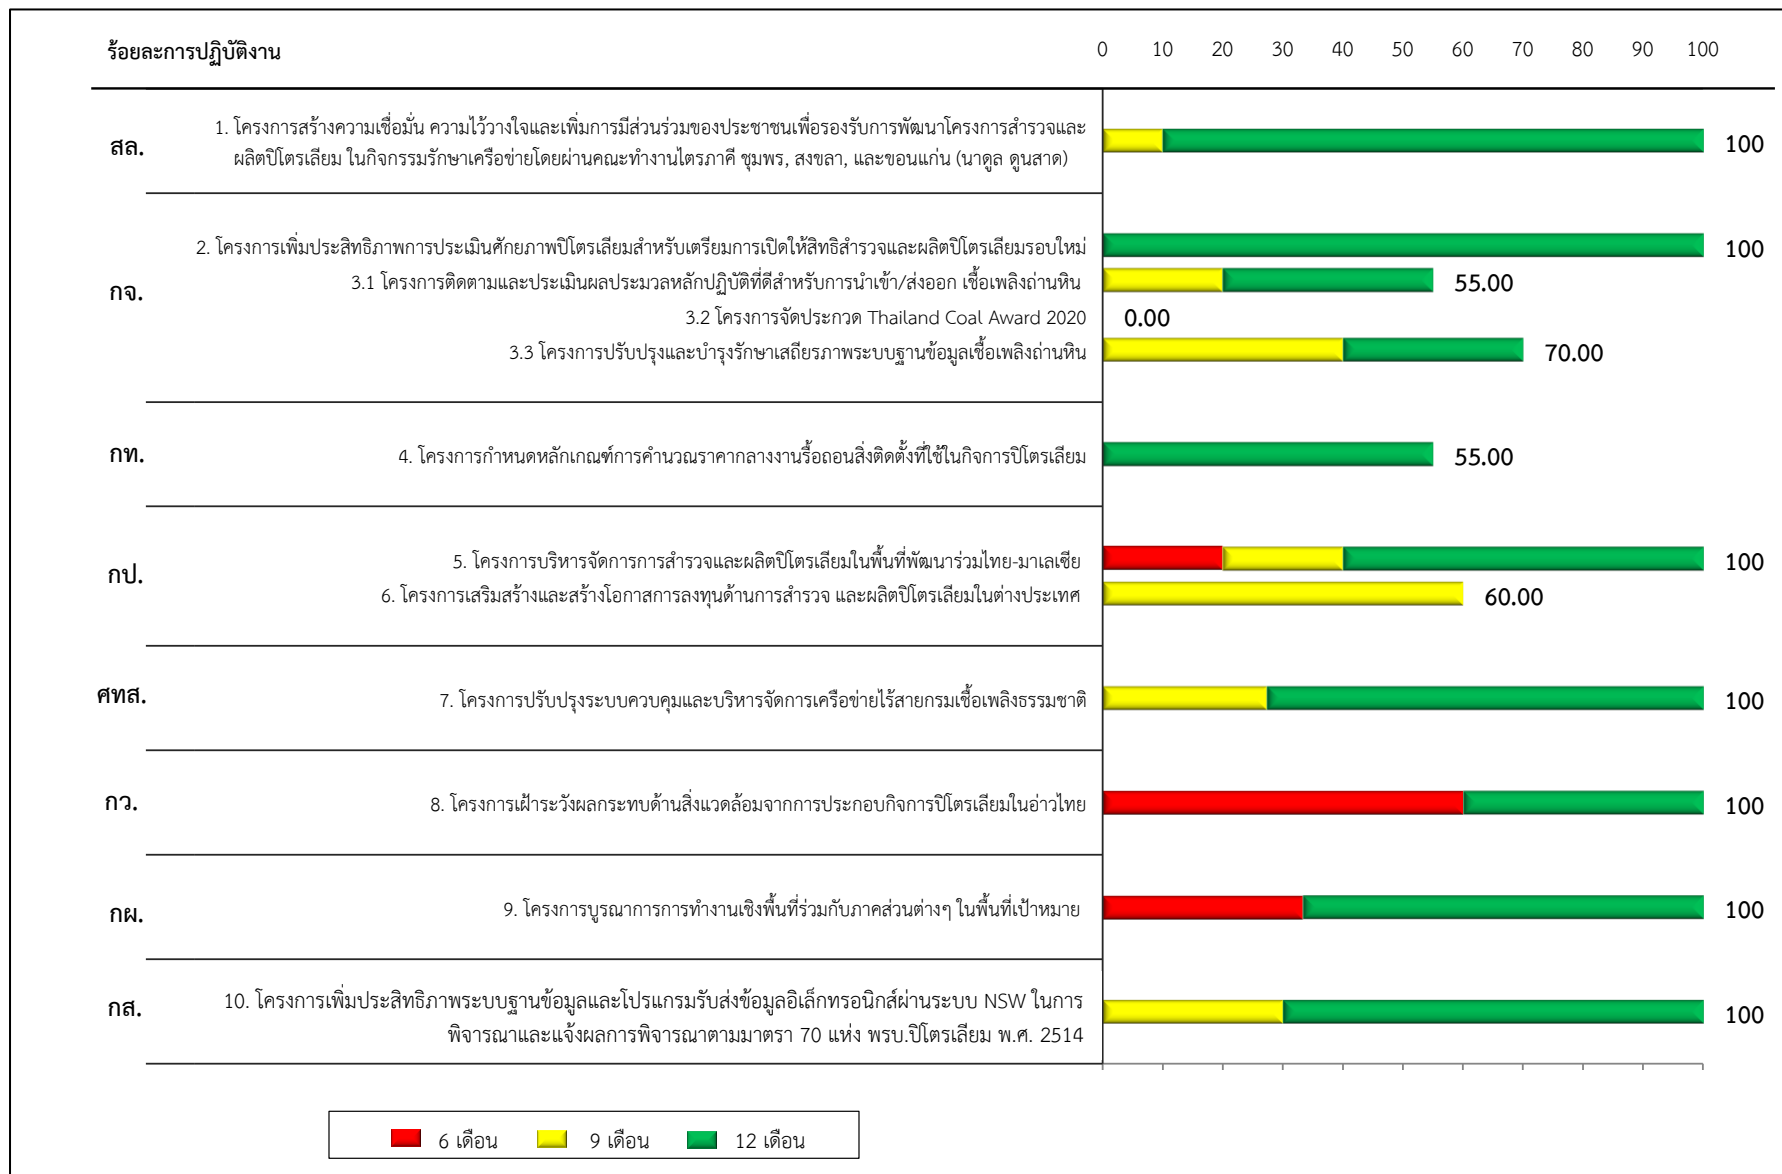 ร้อยละการปฏิบัติงาน
0 10 20 30 40 50 60 70 80 90 100
สล.
1. โครงการสร้างความเชื่อมั่น ความไว้วางใจและเพิ่มการมีส่วนร่วมของประชาชนเพื่อรองรับการพัฒนาโครงการสำรวจและ
ผลิตปิโตรเลียม ในกิจกรรมรักษาเครือข่ายโดยผ่านคณะทำงานไตรภาคี ชุมพร, สงขลา, และขอนแก่น (นาดูล ดูนสาด)
100
กจ.
2. โครงการเพิ่มประสิทธิภาพการประเมินศักยภาพปิโตรเลียมสำหรับเตรียมการเปิดให้สิทธิสำรวจและผลิตปิโตรเลียมรอบใหม่
100
3.1 โครงการติดตามและประเมินผลประมวลหลักปฏิบัติที่ดีสำหรับการนำเข้า/ส่งออก เชื้อเพลิงถ่านหิน
55.00
3.2 โครงการจัดประกวด Thailand Coal Award 2020
0.00
3.3 โครงการปรับปรุงและบำรุงรักษาเสถียรภาพระบบฐานข้อมูลเชื้อเพลิงถ่านหิน
70.00
กท.
4. โครงการกำหนดหลักเกณฑ์การคำนวณราคากลางงานรื้อถอนสิ่งติดตั้งที่ใช้ในกิจการปิโตรเลียม
55.00
กป.
5. โครงการบริหารจัดการการสำรวจและผลิตปิโตรเลียมในพื้นที่พัฒนาร่วมไทย-มาเลเซีย
100
6. โครงการเสริมสร้างและสร้างโอกาสการลงทุนด้านการสำรวจ และผลิตปิโตรเลียมในต่างประเทศ
60.00
ศทส.
7. โครงการปรับปรุงระบบควบคุมและบริหารจัดการเครือข่ายไร้สายกรมเชื้อเพลิงธรรมชาติ
100
กว.
8. โครงการเฝ้าระวังผลกระทบด้านสิ่งแวดล้อมจากการประกอบกิจการปิโตรเลียมในอ่าวไทย
100
กผ.
9. โครงการบูรณาการการทำงานเชิงพื้นที่ร่วมกับภาคส่วนต่างๆ ในพื้นที่เป้าหมาย
100
กส.
10. โครงการเพิ่มประสิทธิภาพระบบฐานข้อมูลและโปรแกรมรับส่งข้อมูลอิเล็กทรอนิกส์ผ่านระบบ NSW ในการ
พิจารณาและแจ้งผลการพิจารณาตามมาตรา 70 แห่ง พรบ.ปิโตรเลียม พ.ศ. 2514
100
6 เดือน 9 เดือน 12 เดือน